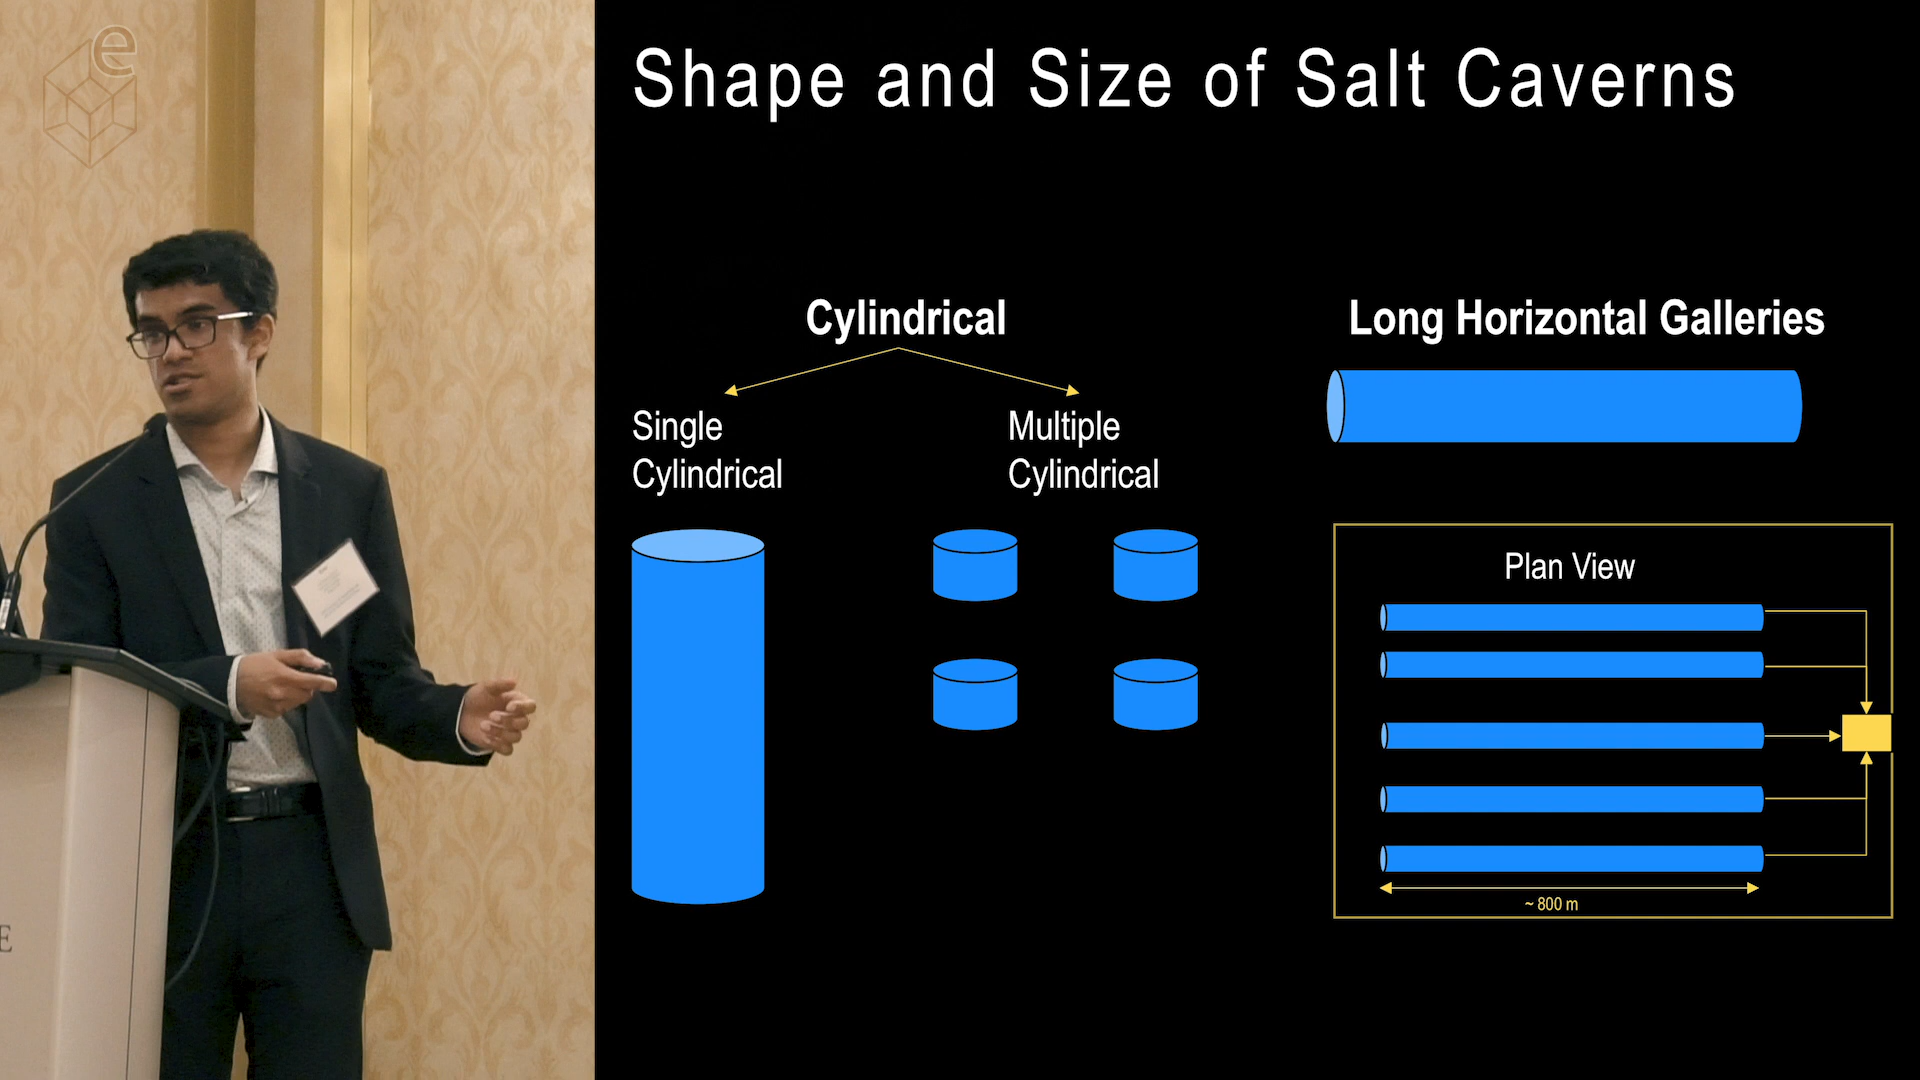 e
Shape and Size of Salt Caverns
Cylindrical
Long Horizontal Galleries
Single
Cylindrical
Multiple
Cylindrical
Plan View
~ 800 m
E